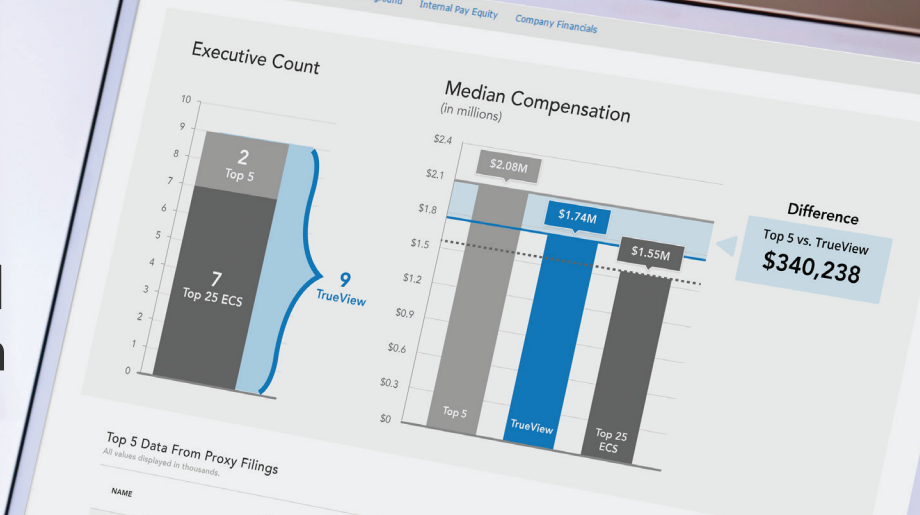 Internal Pay Equity
Company Financials
Executive Count
10
9
8
7
6
5
4
3
2
1
0
2
Top 5
7
Top 25 ECS
9
TrueView
Median Compensation
(in millions)
$2.4
$2.1
$1.8
$1.5
$1.2
$0.9
$0.6
$0.3
$0
$2.08M
$1.74M
$1.55M
Top 5
TrueView
Top 25
ECS
Difference
Top 5 vs. TrueView
$340,238
Top 5 Data From Proxy Filings
All values displayed in thousands.
NAME